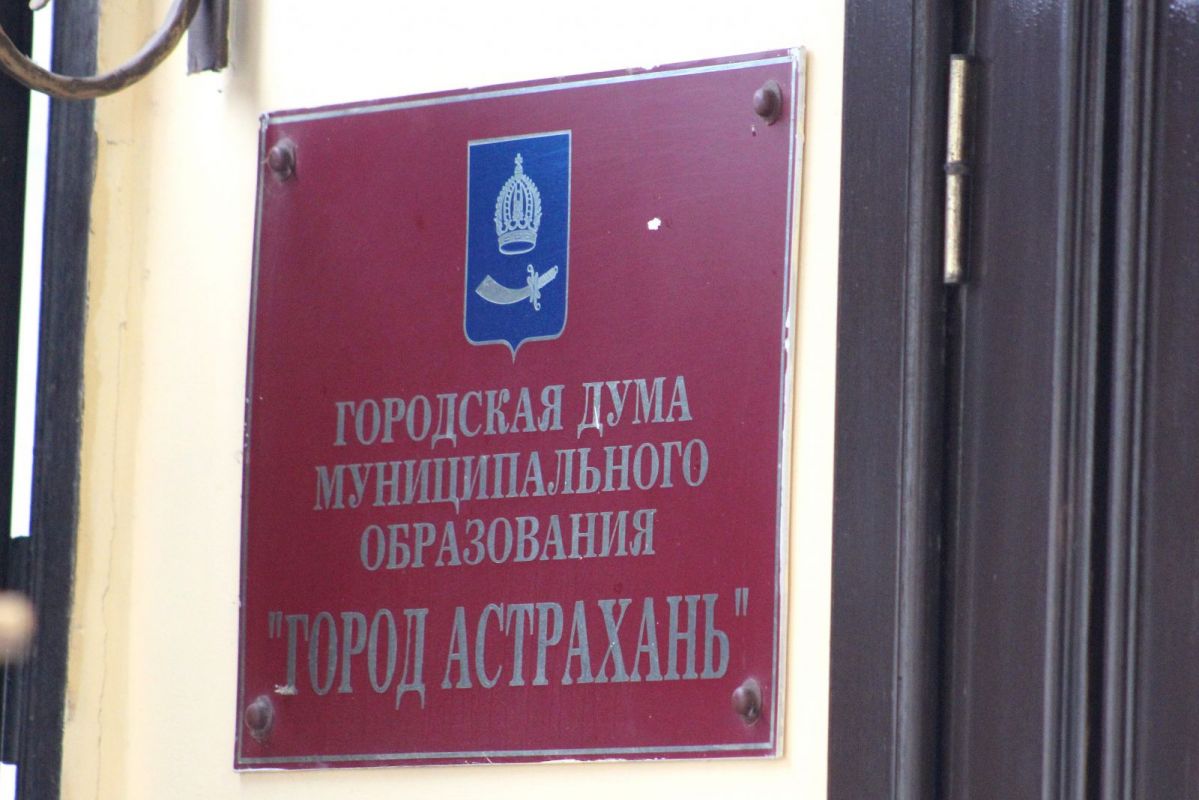 ГОРОДСКАЯ ДУМА
МУНИЦИПАЛЬНОГО
ОБРАЗОВАНИЯ
"ГОРОД АСТРАХАНЬ"